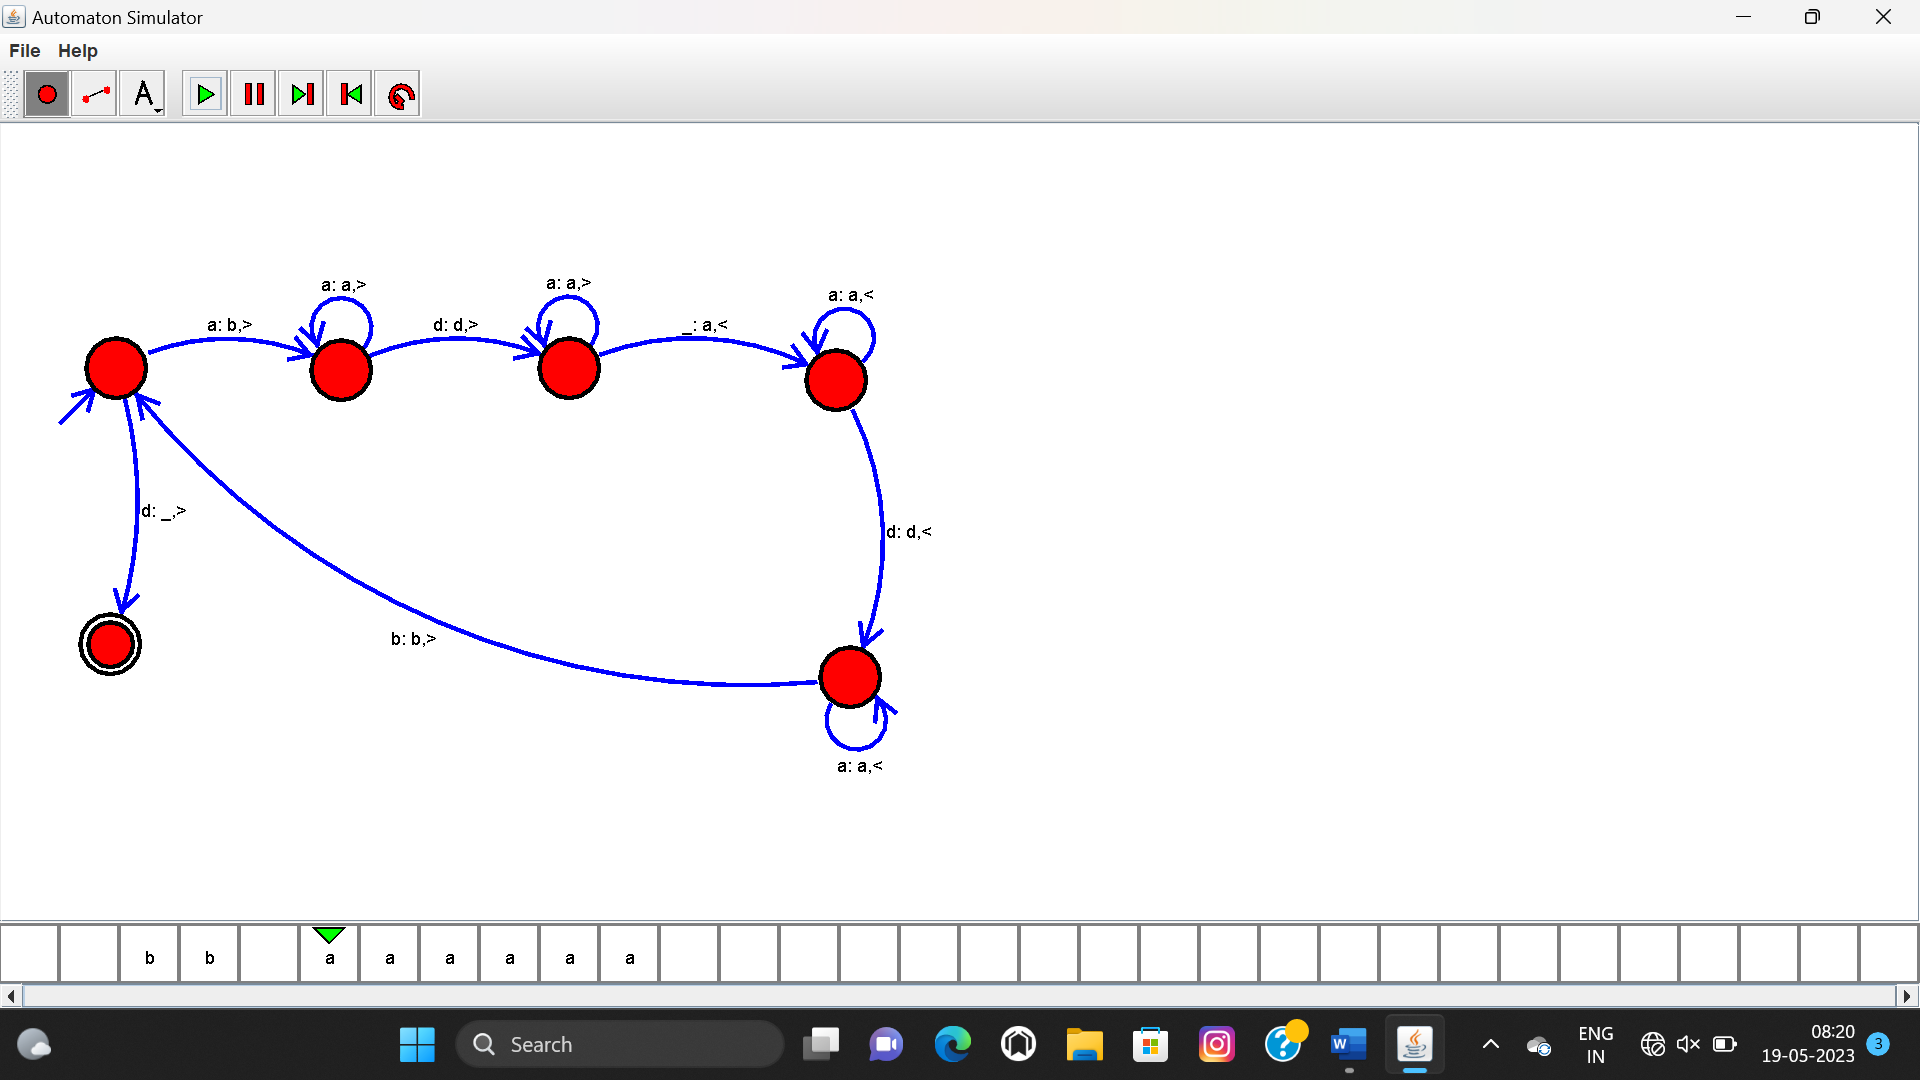 Automaton Simulator
File Help
A
a: a,>
a: a,>
a: a,<
a: b,>
d: d,>
_: a,<
d: _,>
d: d,<
b: b,>
a: a,<
b b a a a a a a
Search
ENG
IN
08:20
19-05-2023
3